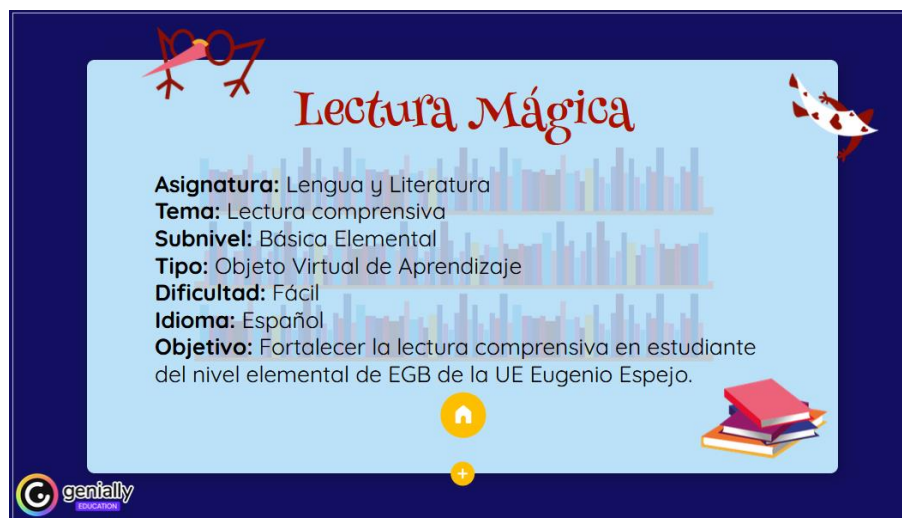 Lectura Mágica
Asignatura: Lengua y Literatura
Tema: Lectura comprensiva
Subnivel: Básica Elemental
Tipo: Objeto Virtual de Aprendizaje
Dificultad: Fácil
Idioma: Español
Objetivo: Fortalecer la lectura comprensiva en estudiante
del nivel elemental de EGB de la UE Eugenio Espejo.
genially
EDUCATION